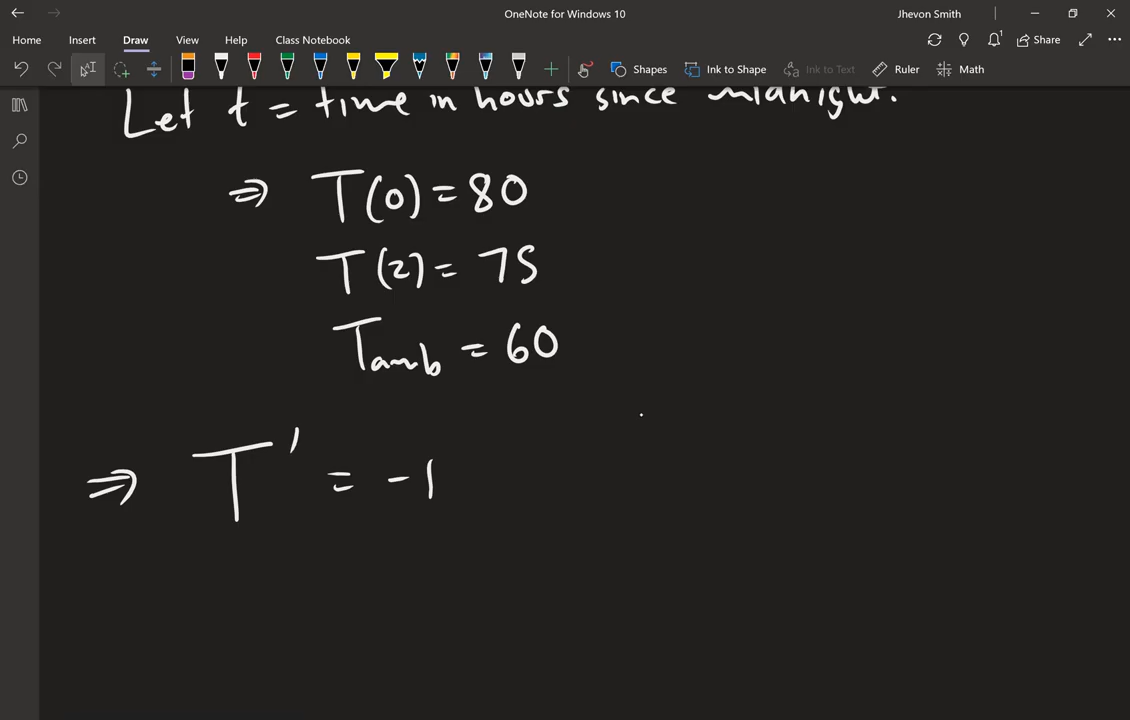 OneNote for Windows 10
Jhevon Smith
Home Insert Draw View Help Class Notebook
Share
Shapes Ink to Shape Ink to Text Ruler Math
Let t = time in hours since midnight.
⇒ T(0) = 80
T(2) = 75
Tamb = 60
⇒ T' = -1